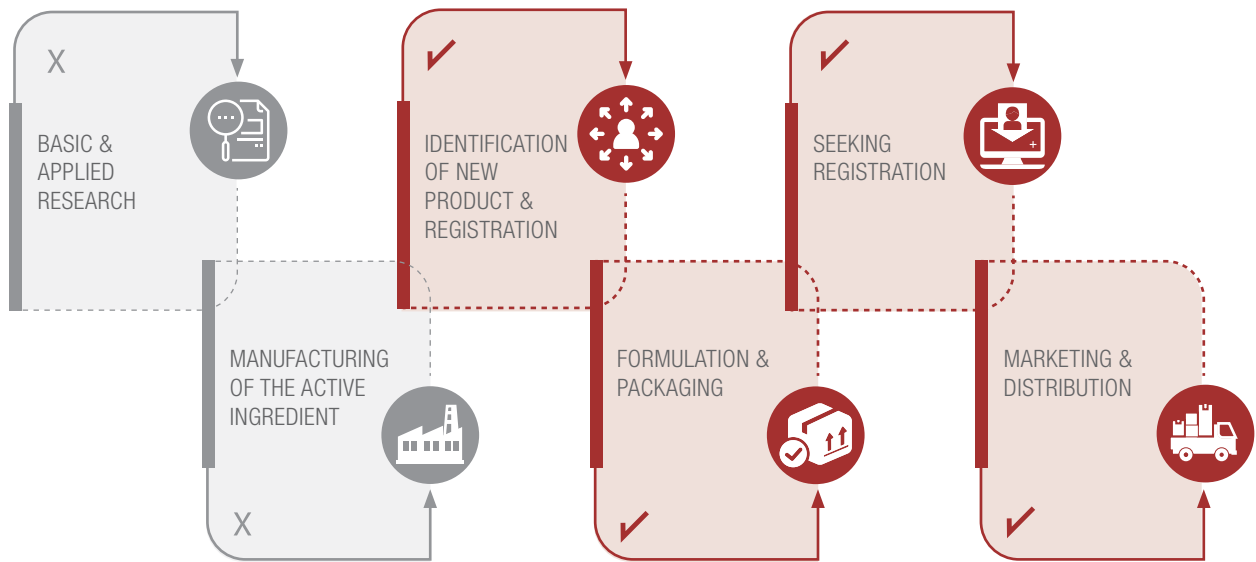 X
BASIC &
APPLIED
RESEARCH
MANUFACTURING
OF THE ACTIVE
INGREDIENT
X
IDENTIFICATION
OF NEW
PRODUCT &
REGISTRATION
FORMULATION &
PACKAGING
SEEKING
REGISTRATION
MARKETING &
DISTRIBUTION